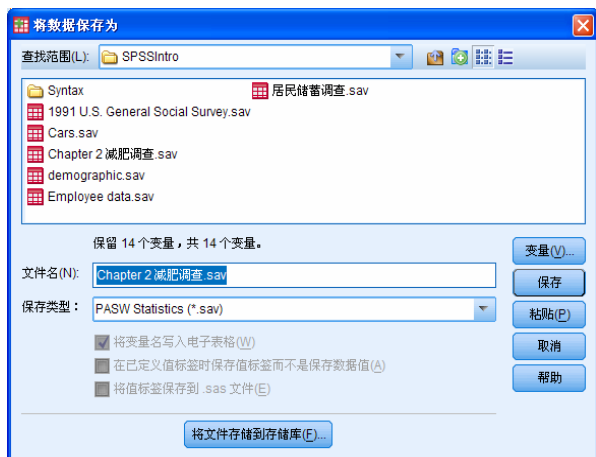 将数据保存为
查找范围(L): SPSSIntro
Syntax
1991 U.S. General Social Survey.sav
Cars.sav
Chapter 2 减肥调查.sav
demographic.sav
Employee data.sav
居民储蓄调查.sav
保留 14 个变量，共 14 个变量。
文件名(N): Chapter 2 减肥调查.sav
保存类型： PASW Statistics (*.sav)
将变量名写入电子表格(W)
在已定义值标签时保存值标签而不是保存数据值(A)
将值标签保存到 .sas 文件(E)
变量(V)...
保存
粘贴(P)
取消
帮助
将文件存储到存储库(F)...